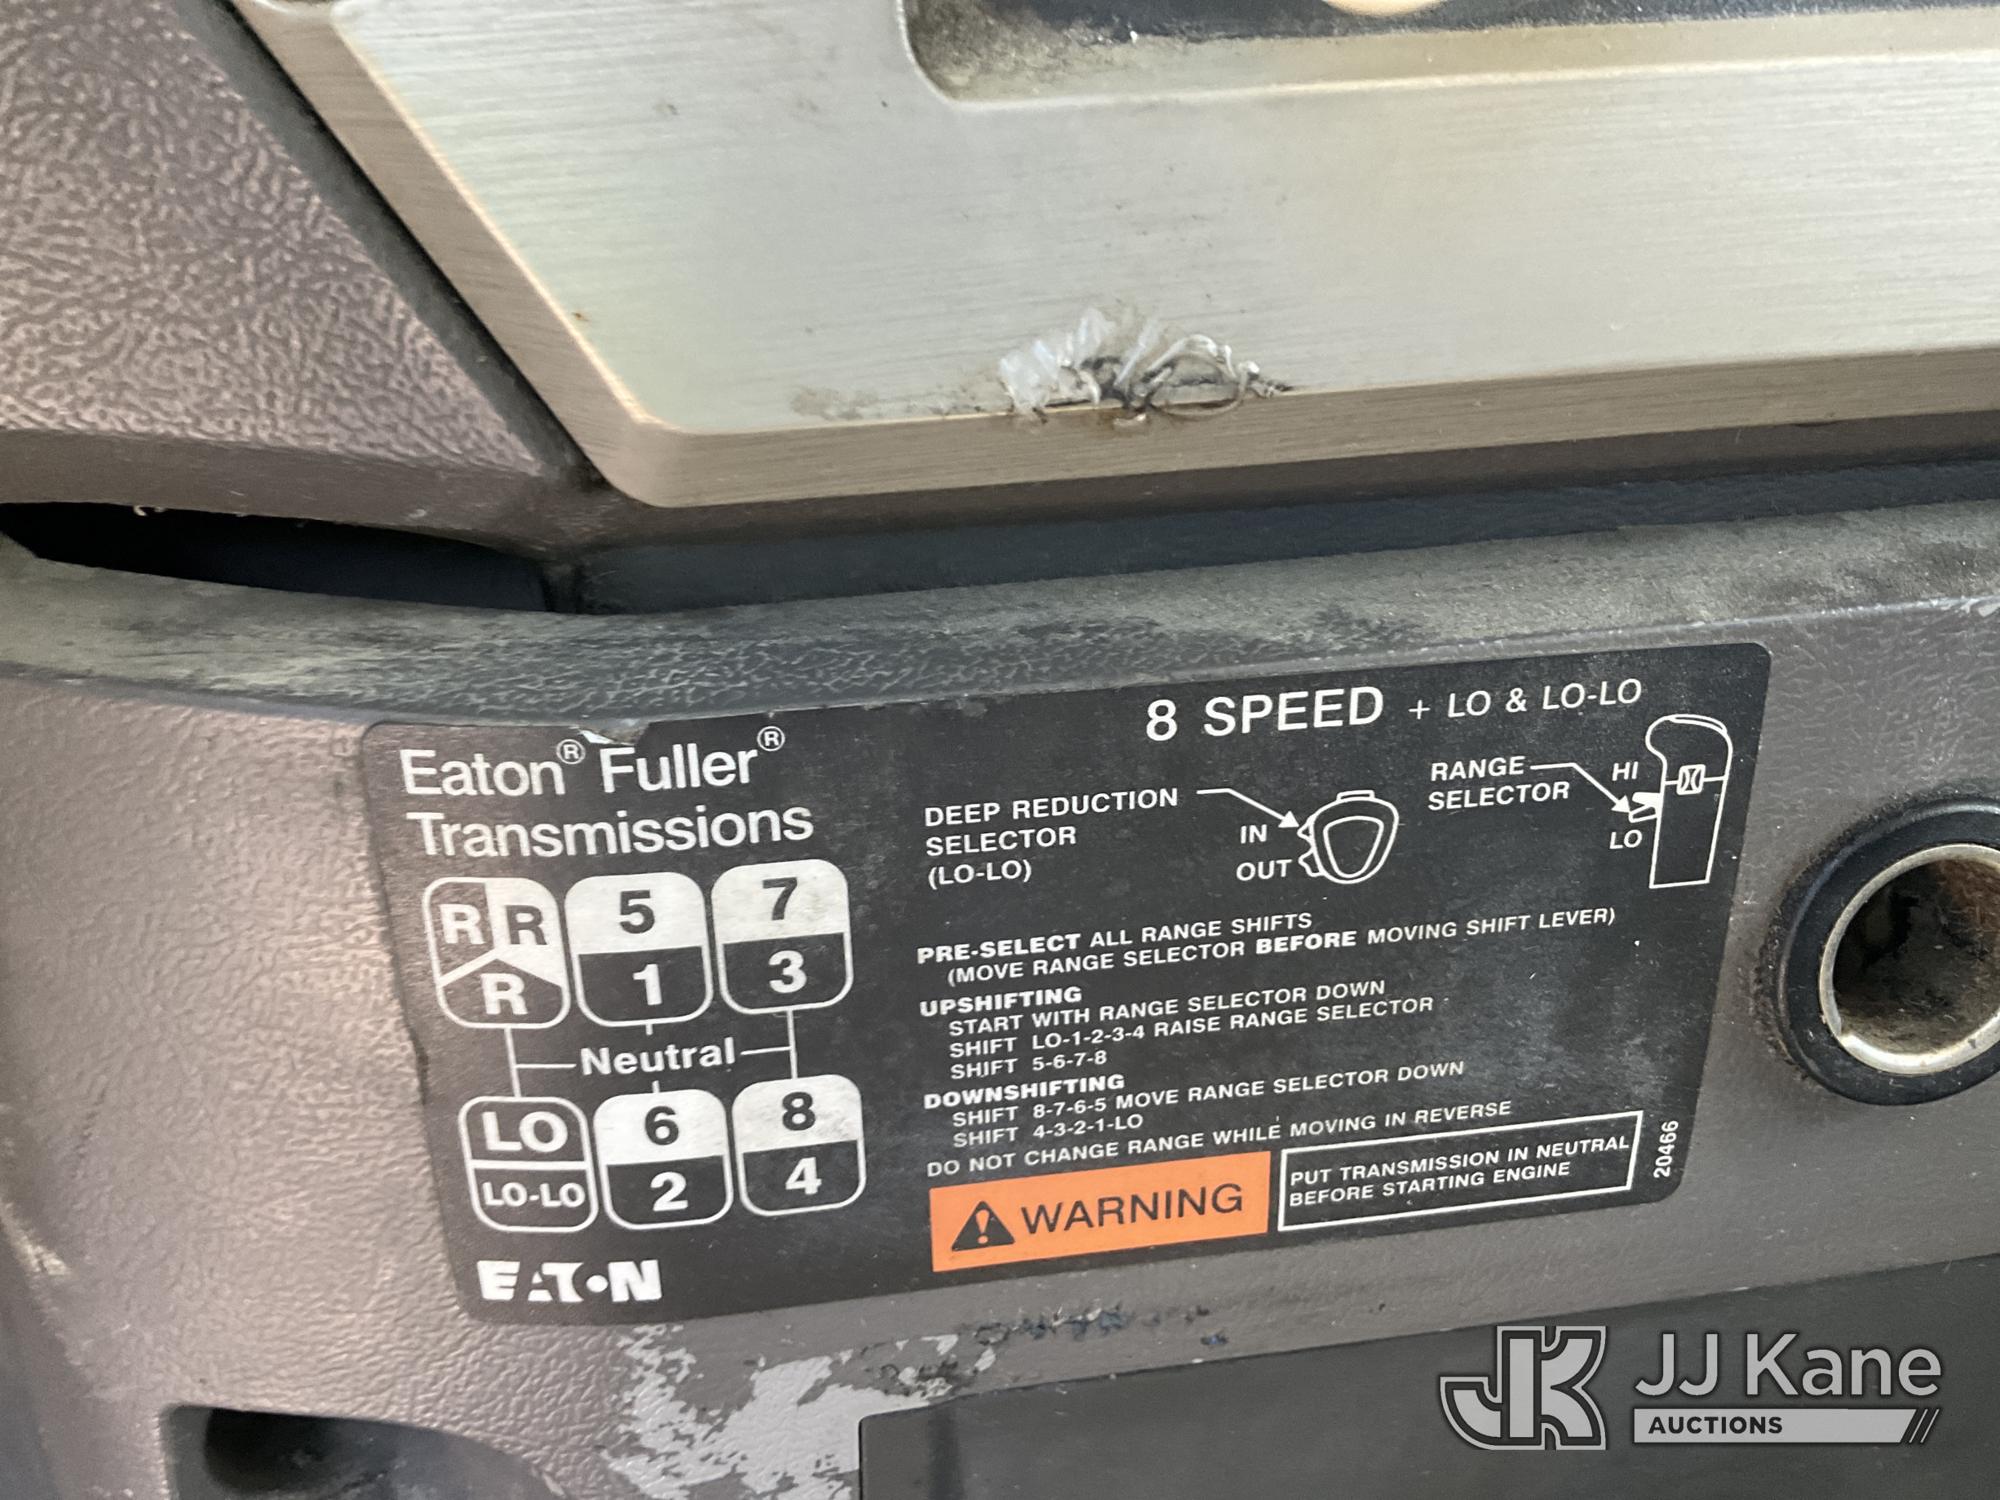 Eaton® Fuller®
Transmissions
R R 5 7
R 1 3
Neutral
LO 6 8
LO-LO 2 4
EATON
8 SPEED + LO & LO-LO
DEEP REDUCTION
SELECTOR
(LO-LO)
IN
OUT
RANGE
SELECTOR
HI
LO
PRE-SELECT ALL RANGE SHIFTS
(MOVE RANGE SELECTOR BEFORE MOVING SHIFT LEVER)
UPSHIFTING
START WITH RANGE SELECTOR DOWN
SHIFT LO-1-2-3-4 RAISE RANGE SELECTOR
SHIFT 5-6-7-8
DOWNSHIFTING
SHIFT 8-7-6-5 MOVE RANGE SELECTOR DOWN
SHIFT 4-3-2-1-LO
DO NOT CHANGE RANGE WHILE MOVING IN REVERSE
WARNING
PUT TRANSMISSION IN NEUTRAL
BEFORE STARTING ENGINE
20466
JK JJ Kane
AUCTIONS